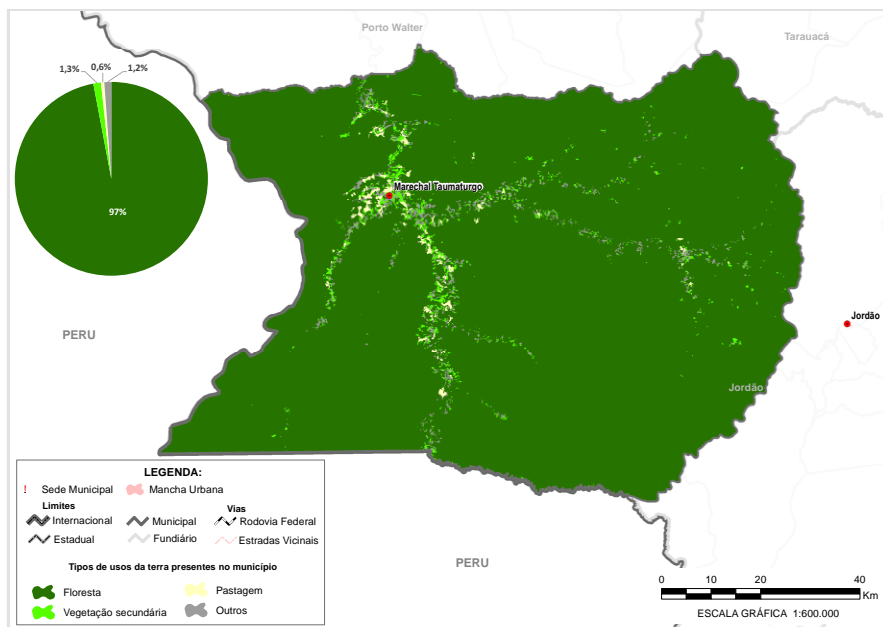 Porto Walter
Tarauacá
1,3%
0,6%
1,2%
97%
Marechal Taumaturgo
PERU
Jordão
Jordão
LEGENDA:
! Sede Municipal Mancha Urbana
Limites Vias
Internacional Municipal Rodovia Federal
Estadual Fundiário Estradas Vicinais
Tipos de usos da terra presentes no município
Floresta Pastagem
Vegetação secundária Outros
PERU
0 5 10 20 40
Km
ESCALA GRÁFICA 1:600.000